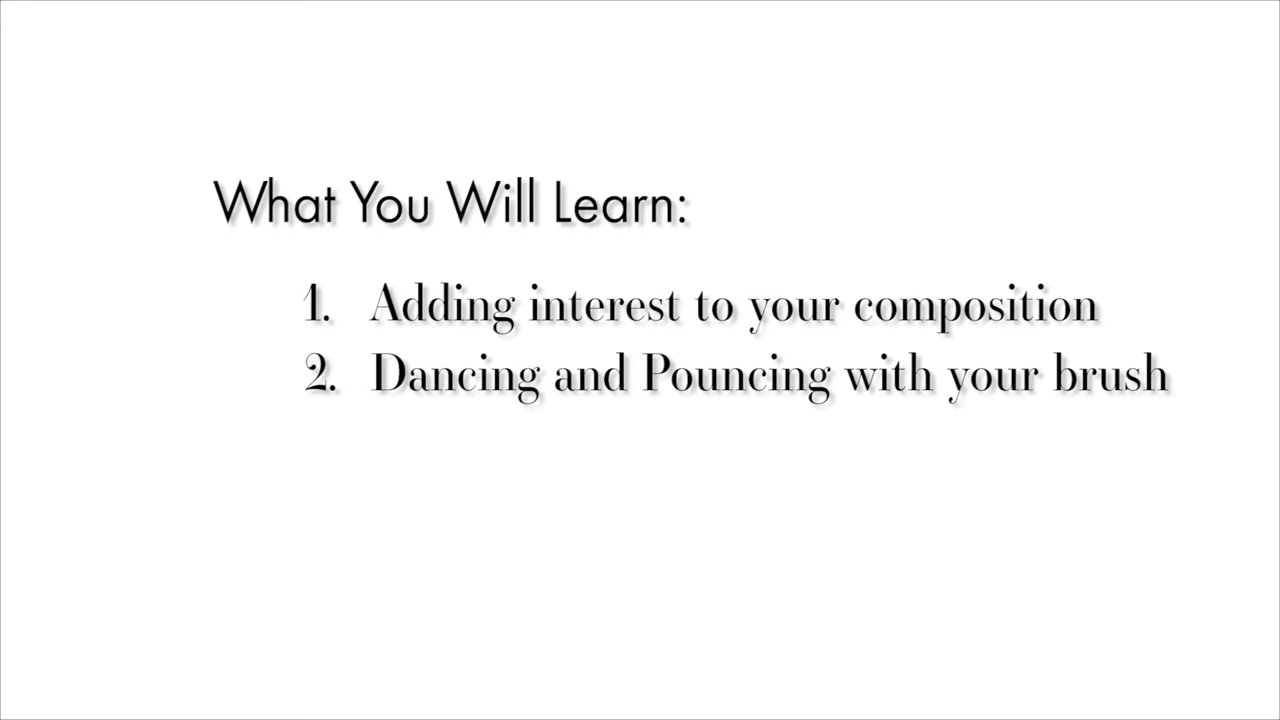 What You Will Learn:
1. Adding interest to your composition
2. Dancing and Pouncing with your brush